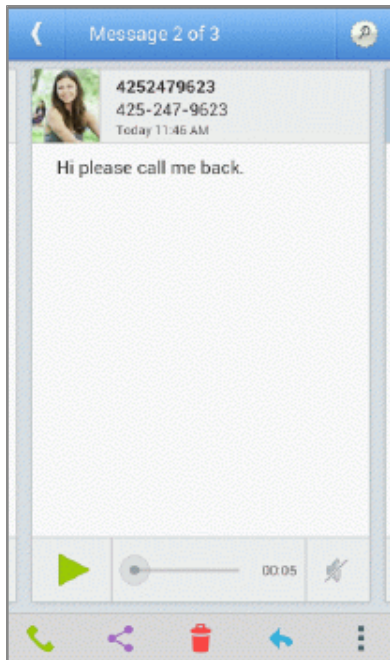 Message 2 of 3
4252479623
425-247-9623
Today 11:46 AM
Hi please call me back.
00:05